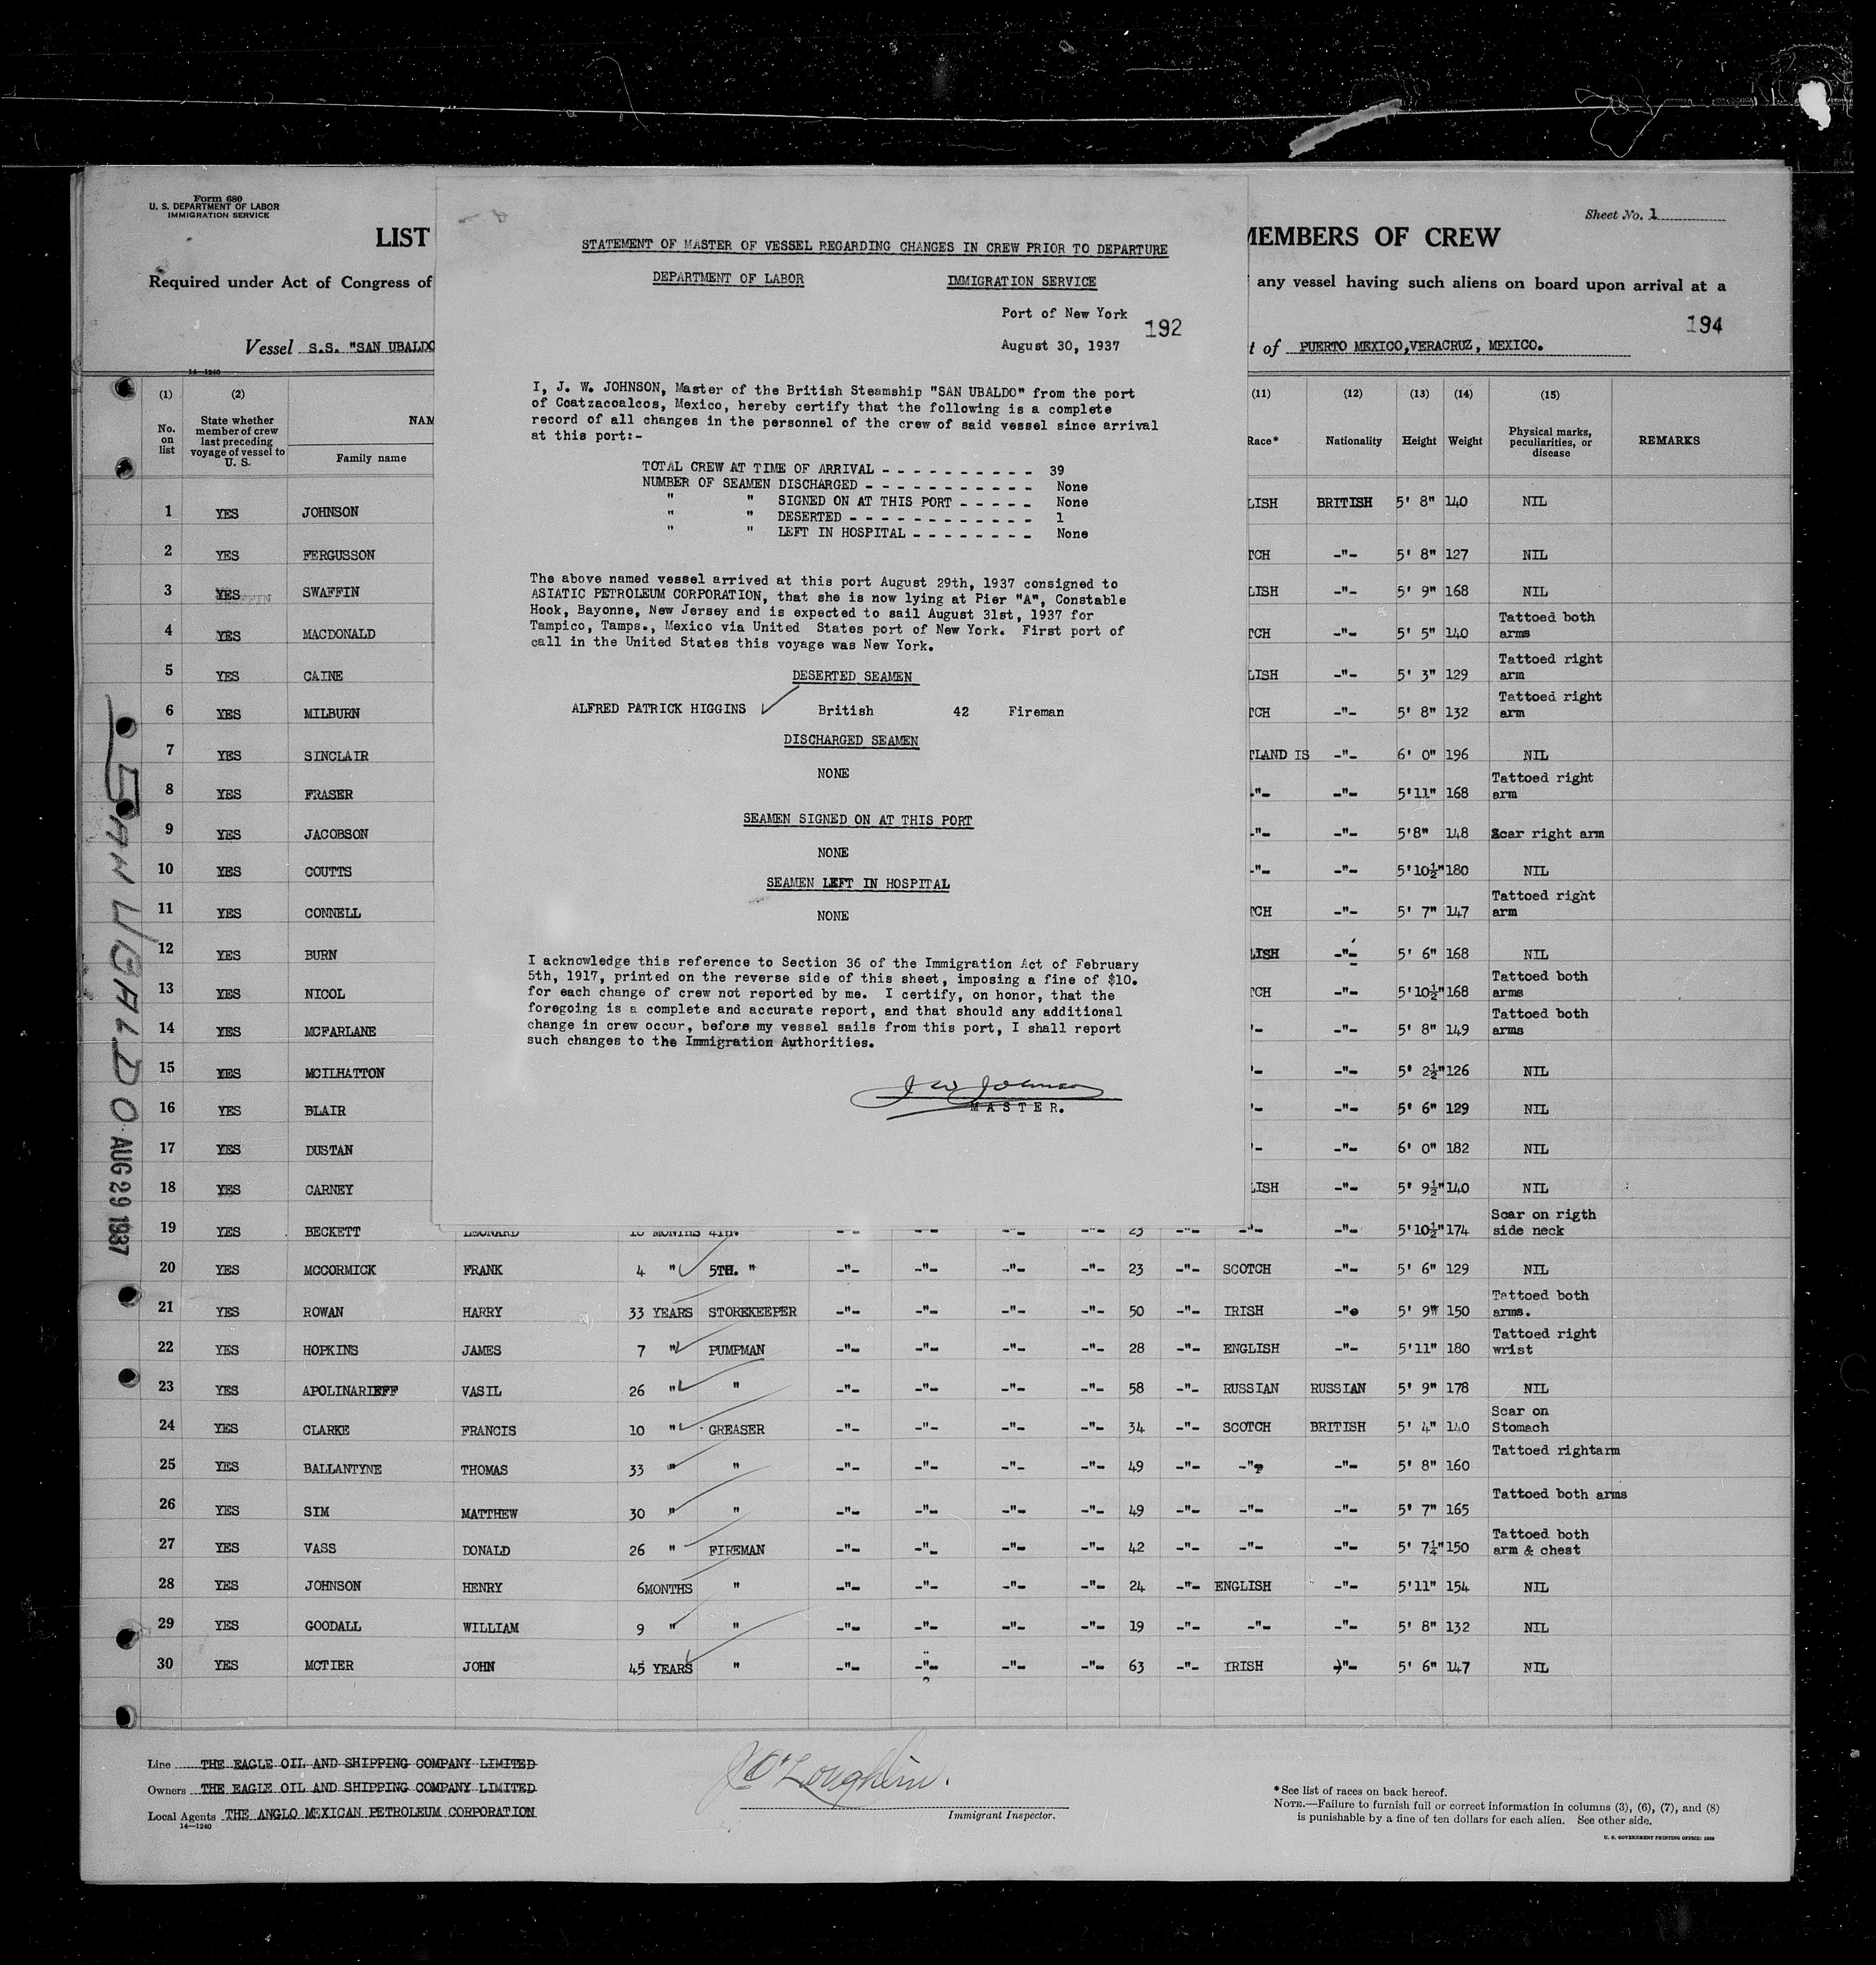 Form 680
U. S. DEPARTMENT OF LABOR
IMMIGRATION SERVICE
Sheet No. 1
LIST
MEMBERS OF CREW
Required under Act of Congress of
any vessel having such aliens on board upon arrival at a
194
Vessel S.S. "SAN UBALDO
t of PUERTO MEXICO,VERACRUZ, MEXICO.
14—1240
STATEMENT OF MASTER OF VESSEL REGARDING CHANGES IN CREW PRIOR TO DEPARTURE
DEPARTMENT OF LABOR IMMIGRATION SERVICE
Port of New York
192
August 30, 1937
I, J. W. JOHNSON, Master of the British Steamship "SAN UBALDO" from the port
of Coatzacoalcos, Mexico, hereby certify that the following is a complete
record of all changes in the personnel of the crew of said vessel since arrival
at this port:-
TOTAL CREW AT TIME OF ARRIVAL - - - - - - - - - - 39
NUMBER OF SEAMEN DISCHARGED - - - - - - - - - - - None
" " SIGNED ON AT THIS PORT - - - - - None
" " DESERTED - - - - - - - - - - - - 1
" " LEFT IN HOSPITAL - - - - - - - - None
The above named vessel arrived at this port August 29th, 1937 consigned to
ASIATIC PETROLEUM CORPORATION, that she is now lying at Pier "A", Constable
Hook, Bayonne, New Jersey and is expected to sail August 31st, 1937 for
Tampico, Tamps., Mexico via United States port of New York. First port of
call in the United States this voyage was New York.
DESERTED SEAMEN
ALFRED PATRICK HIGGINS British 42 Fireman
DISCHARGED SEAMEN
NONE
SEAMEN SIGNED ON AT THIS PORT
NONE
SEAMEN LEFT IN HOSPITAL
NONE
I acknowledge this reference to Section 36 of the Immigration Act of February
5th, 1917, printed on the reverse side of this sheet, imposing a fine of $10.
for each change of crew not reported by me. I certify, on honor, that the
foregoing is a complete and accurate report, and that should any additional
change in crew occur, before my vessel sails from this port, I shall report
such changes to the Immigration Authorities.
J W Johnson
MASTER.
(1) (2) (11) (12) (13) (14) (15)
No. on list State whether member of crew last preceding voyage of vessel to U. S. NAM Family name Race* Nationality Height Weight Physical marks, peculiarities, or disease REMARKS
1 YES JOHNSON LISH BRITISH 5' 8" 140 NIL
2 YES FERGUSSON TCH -"- 5' 8" 127 NIL
3 YES SWAFFIN LISH -"- 5' 9" 168 NIL
4 YES MACDONALD TCH -"- 5' 5" 140 Tattoed both arms
5 YES CAINE LISH -"- 5' 3" 129 Tattoed right arm
6 YES MILBURN TCH -"- 5' 8" 132 Tattoed right arm
7 YES SINCLAIR TLAND IS -"- 6' 0" 196 NIL
8 YES FRASER -"- -"- 5'11" 168 Tattoed right arm
9 YES JACOBSON -"- -"- 5'8" 148 Scar right arm
10 YES COUTTS -"- -"- 5'10½" 180 NIL
11 YES CONNELL TCH -"- 5' 7" 147 Tattoed right arm
12 YES BURN LISH -"- 5' 6" 168 NIL
13 YES NICOL TCH -"- 5'10½" 168 Tattoed both arms
14 YES MCFARLANE "- -"- 5' 8" 149 Tattoed both arms
15 YES MCILHATTON "- -"- 5' 2½" 126 NIL
16 YES BLAIR "- -"- 5' 6" 129 NIL
17 YES DUSTAN "- -"- 6' 0" 182 NIL
18 YES CARNEY LISH -"- 5' 9½" 140 NIL
19 YES BECKETT LEONARD 18 MONTHS 4TH. -"- -"- -"- -"- 25 -"- -"- -"- 5'10½" 174 Scar on rigth side neck
20 YES MCCORMICK FRANK 4 " 5TH. " -"- -"- -"- -"- 23 -"- SCOTCH -"- 5' 6" 129 NIL
21 YES ROWAN HARRY 33 YEARS STOREKEEPER -"- -"- -"- -"- 50 -"- IRISH -"- 5' 9" 150 Tattoed both arms.
22 YES HOPKINS JAMES 7 " PUMPMAN -"- -"- -"- -"- 28 -"- ENGLISH -"- 5'11" 180 Tattoed right wrist
23 YES APOLINARIEFF VASIL 26 " " -"- -"- -"- -"- 58 -"- RUSSIAN RUSSIAN 5' 9" 178 NIL
24 YES CLARKE FRANCIS 10 " GREASER -"- -"- -"- -"- 34 -"- SCOTCH BRITISH 5' 4" 140 Scar on Stomach
25 YES BALLANTYNE THOMAS 33 " " -"- -"- -"- -"- 49 -"- -"- -"- 5' 8" 160 Tattoed rightarm
26 YES SIM MATTHEW 30 " " -"- -"- -"- -"- 49 -"- -"- -"- 5' 7" 165 Tattoed both arms
27 YES VASS DONALD 26 " FIREMAN -"- -"- -"- -"- 42 -"- -"- -"- 5' 7¼" 150 Tattoed both arm & chest
28 YES JOHNSON HENRY 6MONTHS " -"- -"- -"- -"- 24 -"- ENGLISH -"- 5'11" 154 NIL
29 YES GOODALL WILLIAM 9 " " -"- -"- -"- -"- 19 -"- -"- -"- 5' 8" 132 NIL
30 YES MCTIER JOHN 45 YEARS " -"- -"- -"- -"- 63 -"- IRISH -"- 5' 6" 147 NIL
SAN UBALDO AUG 29 1937
Line THE EAGLE OIL AND SHIPPING COMPANY LIMITED
Owners THE EAGLE OIL AND SHIPPING COMPANY LIMITED
Local Agents THE ANGLO MEXICAN PETROLEUM CORPORATION
14—1240
J O'Loughlin.
Immigrant Inspector.
*See list of races on back hereof.
NOTE.—Failure to furnish full or correct information in columns (3), (6), (7), and (8)
is punishable by a fine of ten dollars for each alien. See other side.
U. S. GOVERNMENT PRINTING OFFICE: 1929